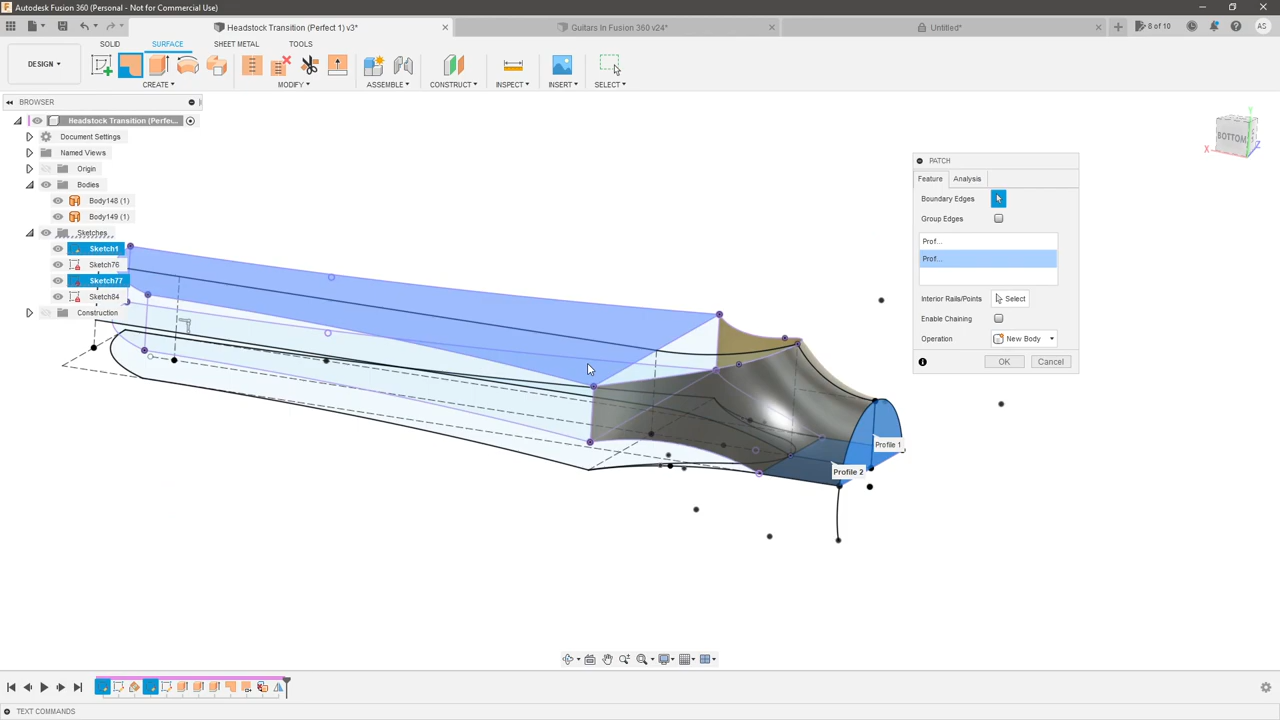 Autodesk Fusion 360 (Personal - Not for Commercial Use)
Headstock Transition (Perfect 1) v3*
Guitars In Fusion 360 v24*
Untitled*
8 of 10
AS
SOLID
SURFACE
SHEET METAL
TOOLS
DESIGN
CREATE
MODIFY
ASSEMBLE
CONSTRUCT
INSPECT
INSERT
SELECT
BROWSER
Headstock Transition (Perfec...
Document Settings
Named Views
Origin
Bodies
Body148 (1)
Body149 (1)
Sketches
Sketch1
Sketch76
Sketch77
Sketch84
Construction
BOTTOM
X
Y
Z
PATCH
Feature
Analysis
Boundary Edges
Group Edges
Prof...
Prof...
Interior Rails/Points
Select
Enable Chaining
Operation
New Body
OK
Cancel
Profile 1
Profile 2
TEXT COMMANDS